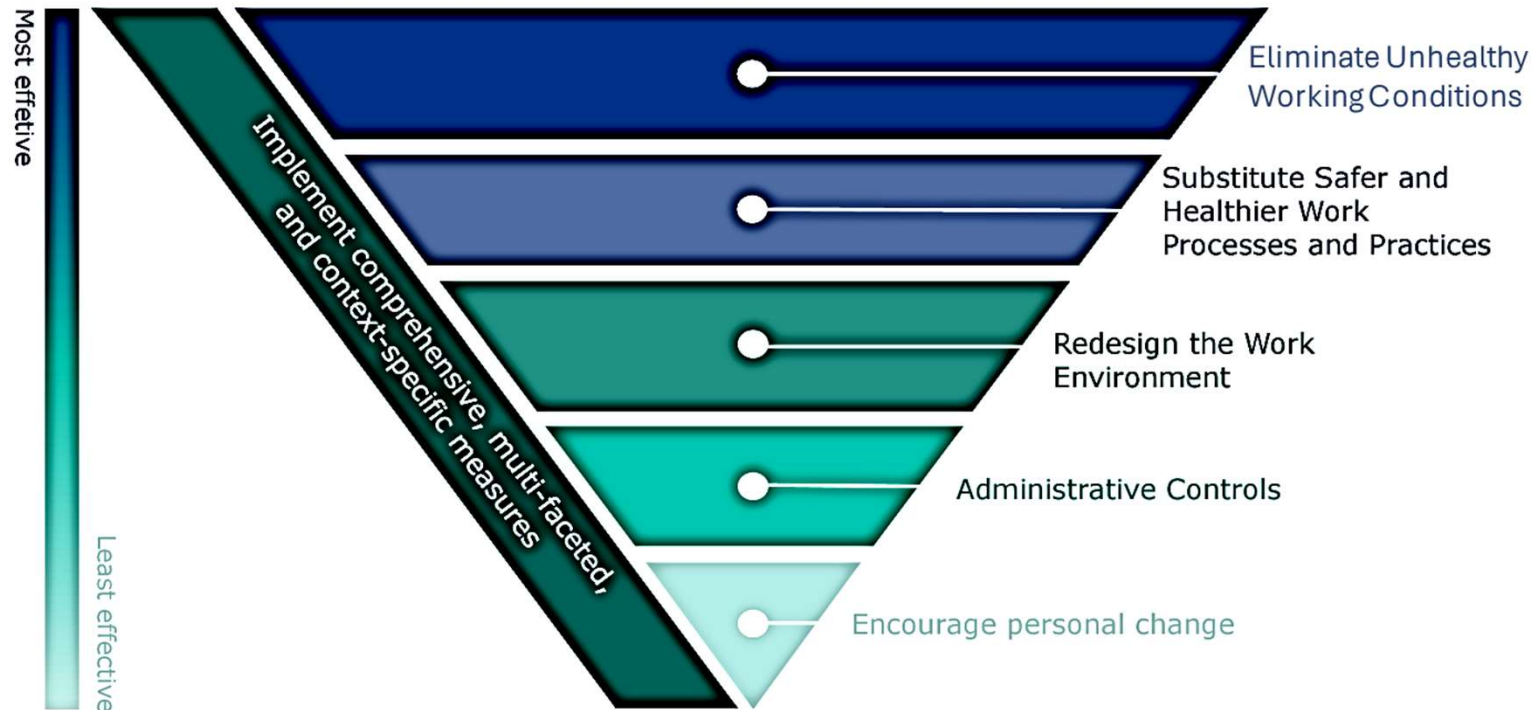 Most effetive
Least effective
Implement comprehensive, multi-faceted,
and context-specific measures
Eliminate Unhealthy
Working Conditions
Substitute Safer and
Healthier Work
Processes and Practices
Redesign the Work
Environment
Administrative Controls
Encourage personal change